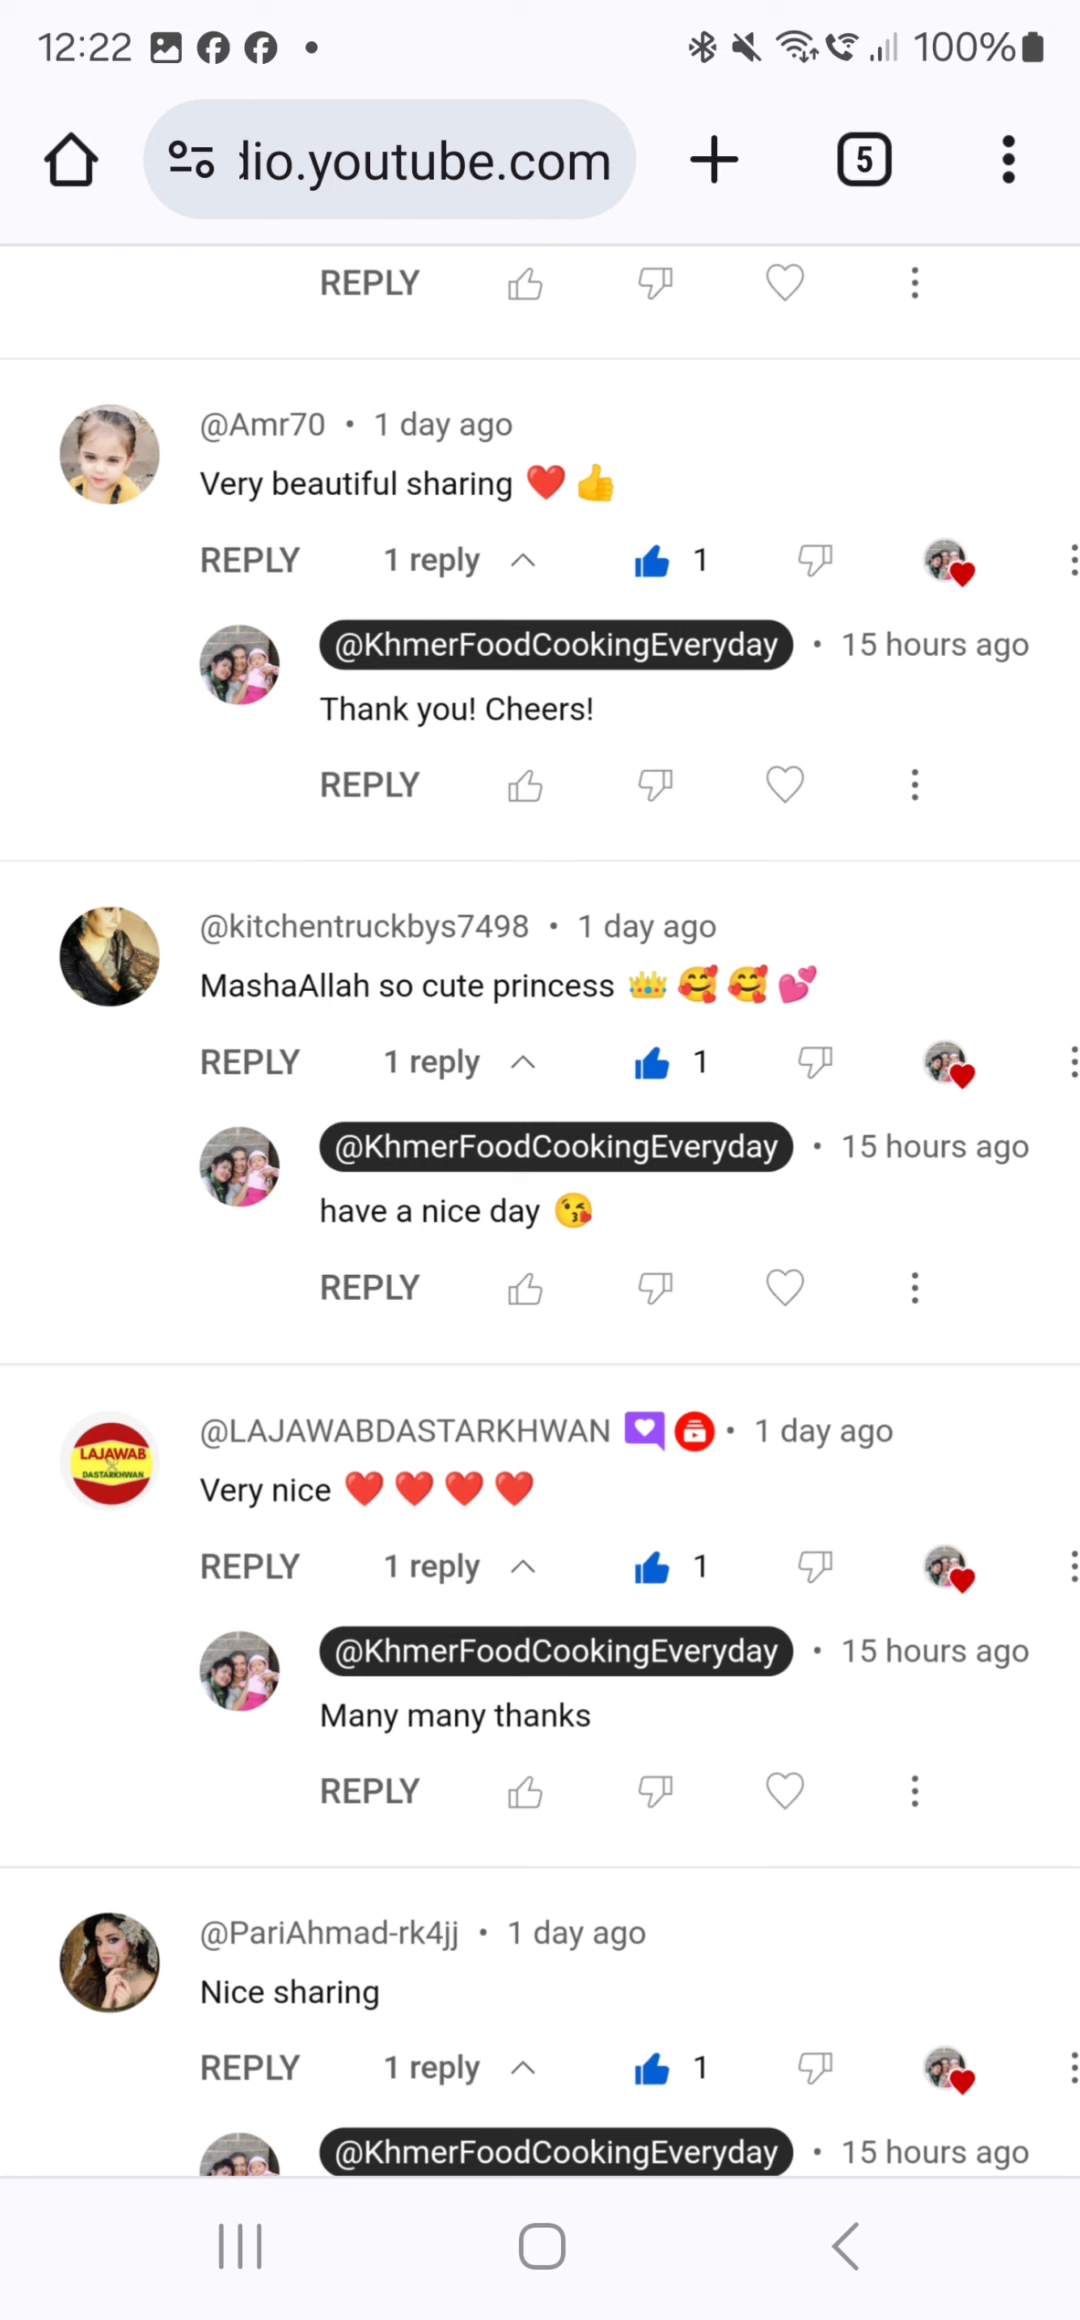 12:22 100%
dio.youtube.com 5
REPLY
@Amr70 • 1 day ago
Very beautiful sharing ❤️ 👍
REPLY 1 reply 1
@KhmerFoodCookingEveryday • 15 hours ago
Thank you! Cheers!
REPLY
@kitchentruckbys7498 • 1 day ago
MashaAllah so cute princess 👑 🥰 🥰 💕
REPLY 1 reply 1
@KhmerFoodCookingEveryday • 15 hours ago
have a nice day 😘
REPLY
@LAJAWABDASTARKHWAN • 1 day ago
LAJAWAB
DASTARKHWAN
Very nice ❤️ ❤️ ❤️ ❤️
REPLY 1 reply 1
@KhmerFoodCookingEveryday • 15 hours ago
Many many thanks
REPLY
@PariAhmad-rk4jj • 1 day ago
Nice sharing
REPLY 1 reply 1
@KhmerFoodCookingEveryday • 15 hours ago